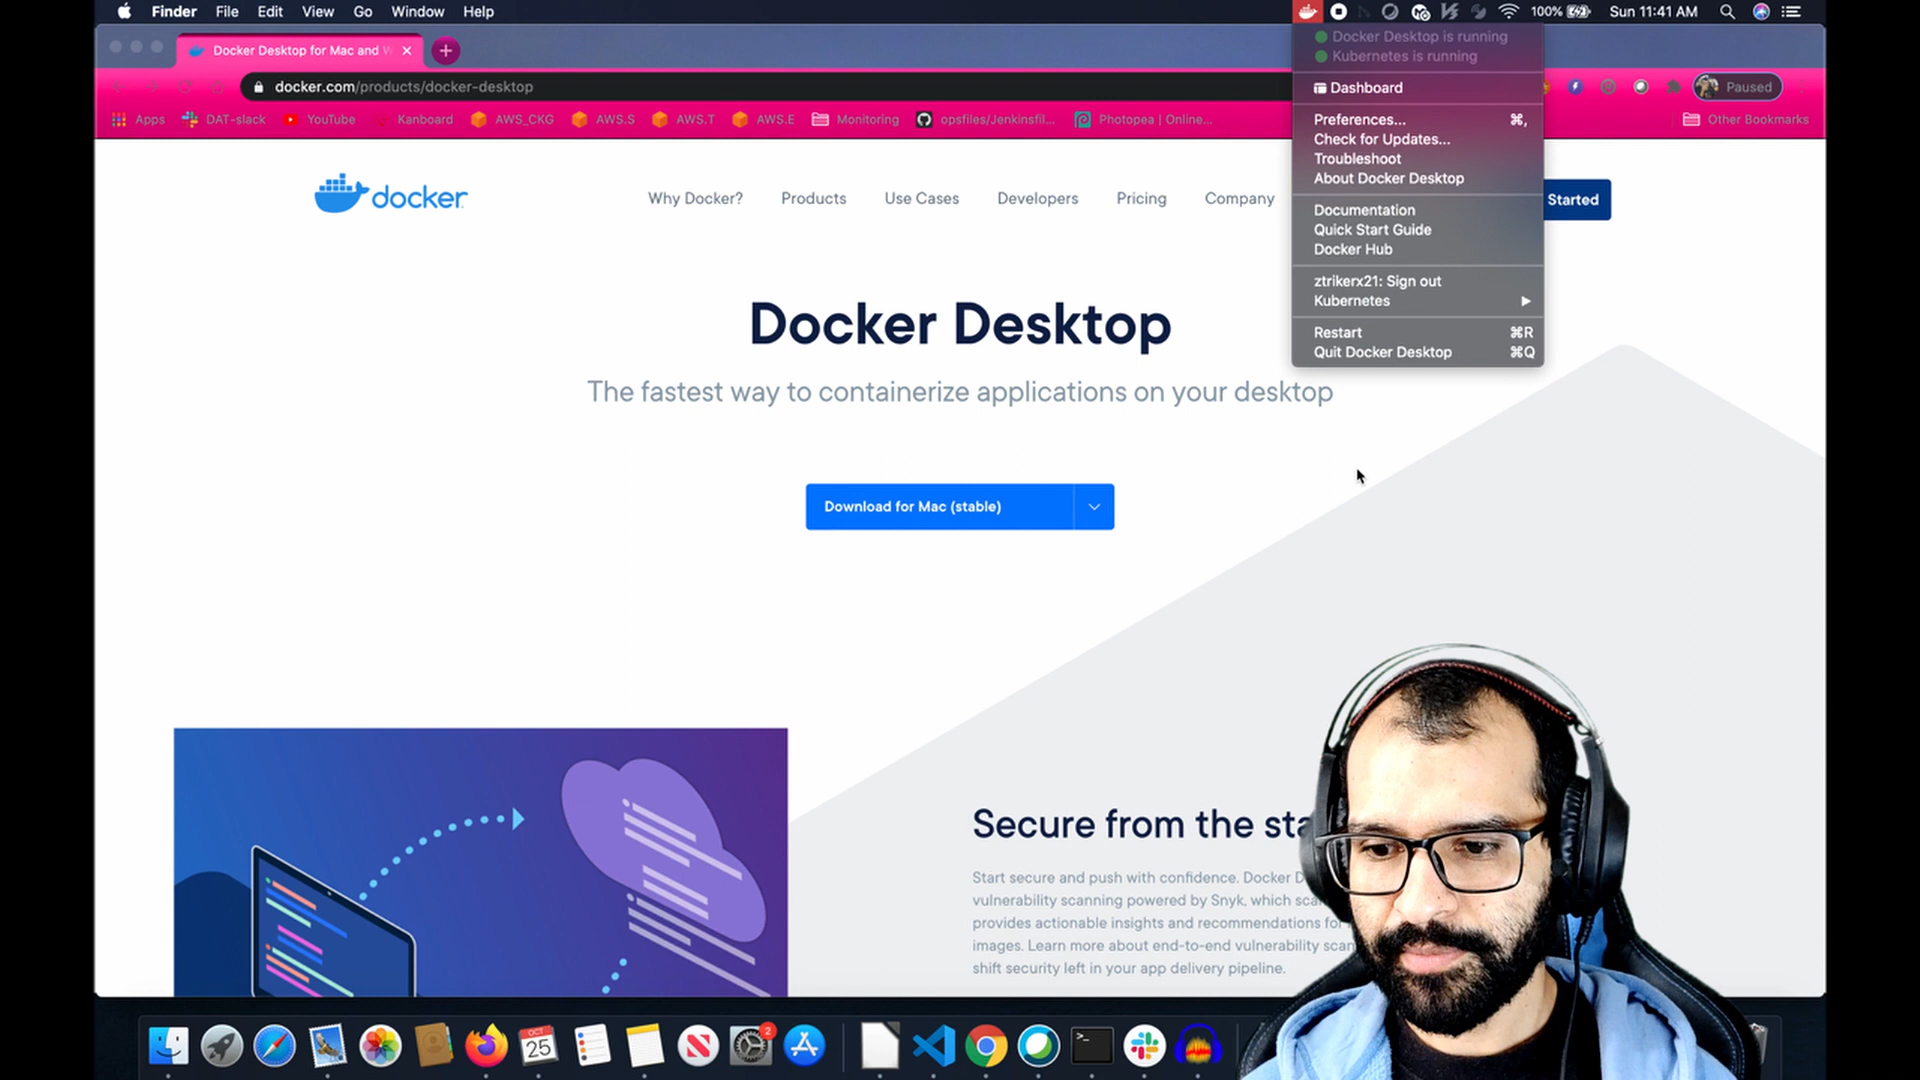 Finder File Edit View Go Window Help
100% Sun 11:41 AM
Docker Desktop for Mac and W
docker.com/products/docker-desktop
Paused
Apps DAT-slack YouTube Kanboard AWS_CKG AWS.S AWS.T AWS.E Monitoring opsfiles/Jenkinsfil... Photopea | Online... Other Bookmarks
Docker Desktop is running
Kubernetes is running
Dashboard
Preferences... ⌘,
Check for Updates...
Troubleshoot
About Docker Desktop
Documentation
Quick Start Guide
Docker Hub
ztrikerx21: Sign out
Kubernetes
Restart ⌘R
Quit Docker Desktop ⌘Q
docker
Why Docker? Products Use Cases Developers Pricing Company Started
Docker Desktop
The fastest way to containerize applications on your desktop
Download for Mac (stable)
Secure from the sta
Start secure and push with confidence. Docker D
vulnerability scanning powered by Snyk, which sca
provides actionable insights and recommendations for
images. Learn more about end-to-end vulnerability scan
shift security left in your app delivery pipeline.
OCT
25
2